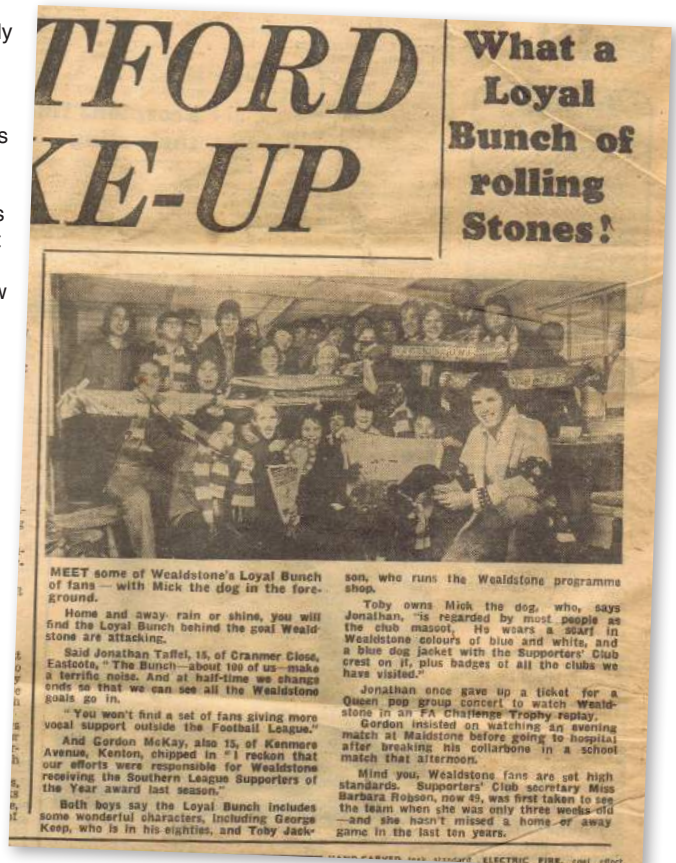 ly
s
s
w
TFORD
KE-UP
What a
Loyal
Bunch of
rolling
Stones!
MEET some of Wealdstone's Loyal Bunch
of fans — with Mick the dog in the fore-
ground.
Home and away rain or shine, you will
find the Loyal Bunch behind the goal Weald-
stone are attacking.
Said Jonathan Taffel, 15, of Cranmer Close,
Eastcote, "The Bunch—about 100 of us—make
a terrific noise. And at half-time we change
ends so that we can see all the Wealdstone
goals go in.
"You won't find a set of fans giving more
vocal support outside the Football League."
And Gordon McKay, also 15, of Kenmore
Avenue, Kenton, chipped in "I reckon that
our efforts were responsible for Wealdstone
receiving the Southern League Supporters of
the Year award last season."
Both boys say the Loyal Bunch includes
some wonderful characters, including George
Keep, who is in his eighties, and Toby Jack-
son, who runs the Wealdstone programme
shop.
Toby owns Mick the dog, who, says
Jonathan, "is regarded by most people as
the club mascot. He wears a scarf in
Wealdstone colours of blue and white, and
a blue dog jacket with the Supporters' Club
crest on it, plus badges of all the clubs we
have visited."
Jonathan once gave up a ticket for a
Queen pop group concert to watch Weald-
stone in an FA Challenge Trophy replay.
Gordon insisted on watching an evening
match at Maidstone before going to hospital
after breaking his collarbone in a school
match that afternoon.
Mind you, Wealdstone fans are set high
standards. Supporters' Club secretary Miss
Barbara Robson, now 49, was first taken to see
the team when she was only three weeks old
—and she hasn't missed a home or away
game in the last ten years.
ELECTRIC FIRE